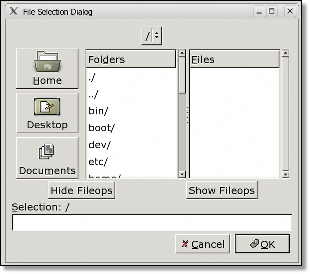 File Selection Dialog
/
Home
Desktop
Documents
Folders
./
../
bin/
boot/
dev/
etc/
home/
Files
Hide Fileops
Show Fileops
Selection: /
Cancel
OK